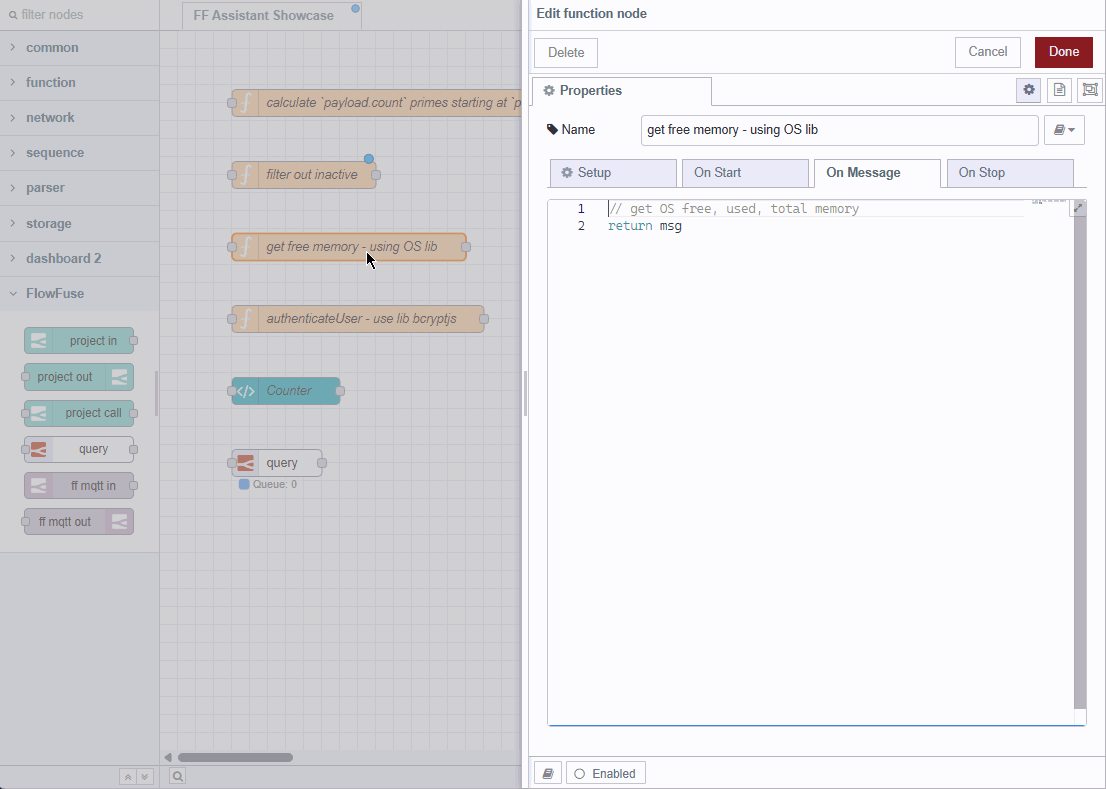 filter nodes
common
function
network
sequence
parser
storage
dashboard 2
FlowFuse
project in
project out
project call
query
ff mqtt in
ff mqtt out
FF Assistant Showcase
calculate `payload.count` primes starting at `p
filter out inactive
get free memory - using OS lib
authenticateUser - use lib bcryptjs
Counter
query
Queue: 0
Edit function node
Delete
Cancel
Done
Properties
Name
get free memory - using OS lib
Setup
On Start
On Message
On Stop
1 // get OS free, used, total memory
2 return msg
Enabled